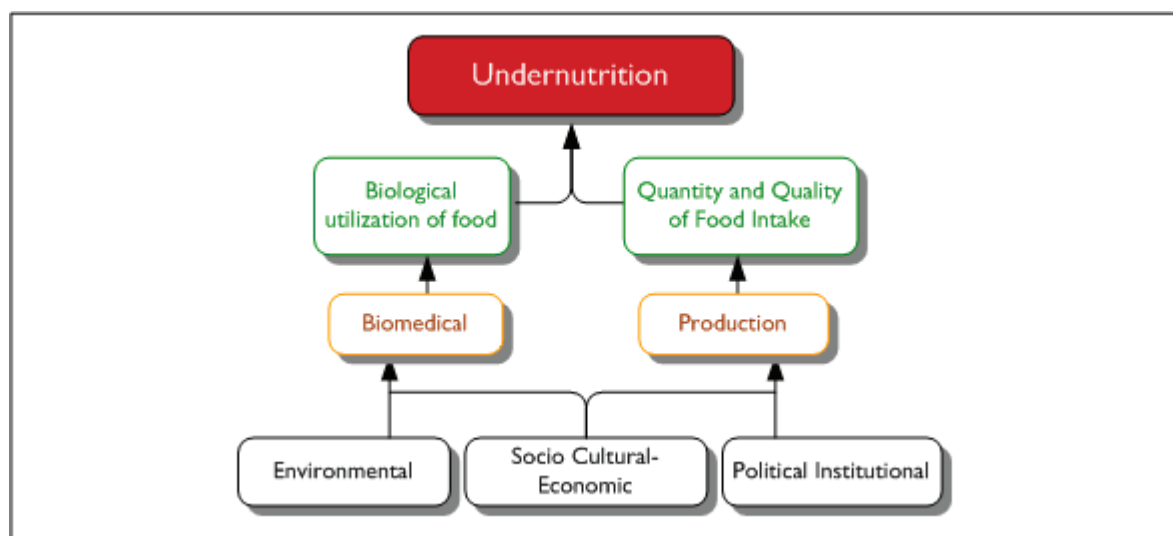 Undernutrition
Biological
utilization of food
Quantity and Quality
of Food Intake
Biomedical
Production
Environmental
Socio Cultural-
Economic
Political Institutional